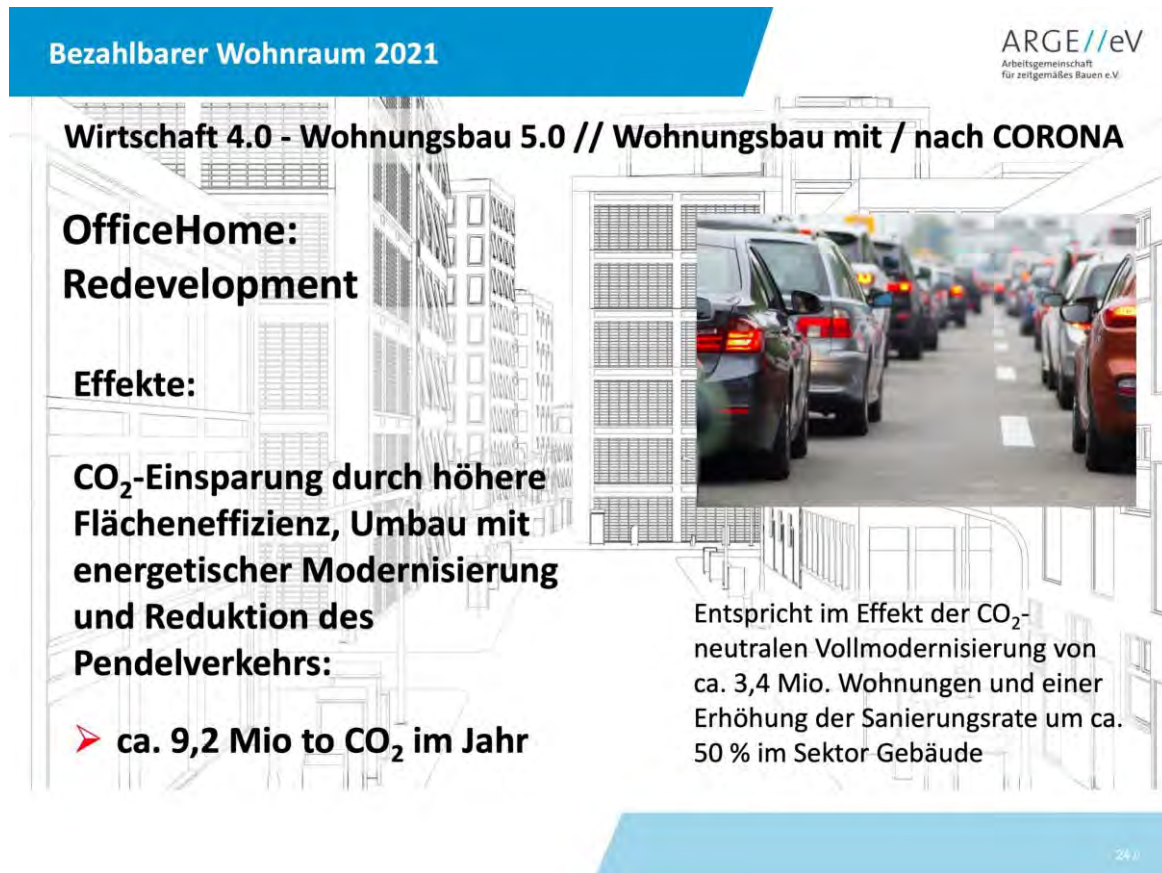 Bezahlbarer Wohnraum 2021
ARGE//eV
Arbeitsgemeinschaft
für zeitgemäßes Bauen e.V.
Wirtschaft 4.0 - Wohnungsbau 5.0 // Wohnungsbau mit / nach CORONA
OfficeHome:
Redevelopment
Effekte:
CO₂-Einsparung durch höhere
Flächeneffizienz, Umbau mit
energetischer Modernisierung
und Reduktion des
Pendelverkehrs:
➢ ca. 9,2 Mio to CO₂ im Jahr
Entspricht im Effekt der CO₂-
neutralen Vollmodernisierung von
ca. 3,4 Mio. Wohnungen und einer
Erhöhung der Sanierungsrate um ca.
50 % im Sektor Gebäude
24 //